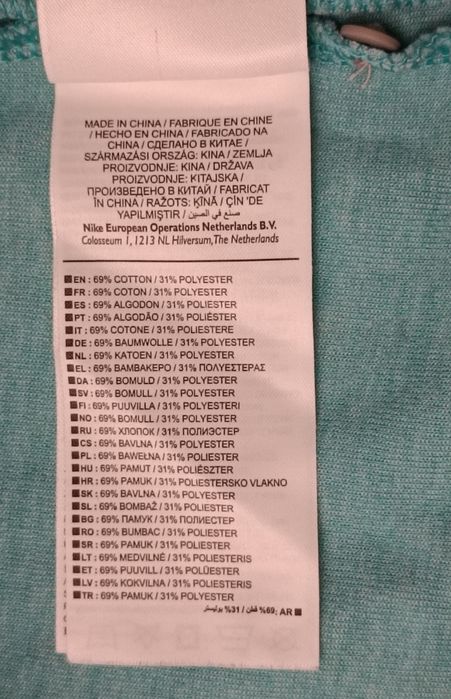 MADE IN CHINA / FABRIQUE EN CHINE
/ HECHO EN CHINA / FABRICADO NA
CHINA / СДЕЛАНО В КИТАЕ /
SZÁRMAZÁSI ORSZÁG: KINA / ZEMLJA
PROIZVODNJE: KINA / DRŽAVA
PROIZVODNJE: KITAJSKA /
ПРОИЗВЕДЕНО В КИТАЙ / FABRICAT
ÎN CHINA / RAŽOTS: ĶĪNĀ / ÇİN 'DE
YAPILMIŞTIR / صنع في الصين /
Nike European Operations Netherlands B.V.
Colosseum 1, 1213 NL Hilversum, The Netherlands
EN : 69% COTTON / 31% POLYESTER
FR : 69% COTON / 31% POLYESTER
ES : 69% ALGODON / 31% POLIESTER
PT : 69% ALGODÃO / 31% POLIÉSTER
IT : 69% COTONE / 31% POLIESTERE
DE : 69% BAUMWOLLE / 31% POLYESTER
NL : 69% KATOEN / 31% POLYESTER
EL : 69% ΒΑΜΒΑΚΕΡΟ / 31% ΠΟΛΥΕΣΤΕΡΑΣ
DA : 69% BOMULD / 31% POLYESTER
SV : 69% BOMULL / 31% POLYESTER
FI : 69% PUUVILLA / 31% POLYESTERI
NO : 69% BOMULL / 31% POLYESTER
RU : 69% ХЛОПОК / 31% ПОЛИЭСТЕР
CS : 69% BAVLNA / 31% POLYESTER
PL : 69% BAWEŁNA / 31% POLIESTER
HU : 69% PAMUT / 31% POLIÉSZTER
HR : 69% PAMUK / 31% POLIESTERSKO VLAKNO
SK : 69% BAVLNA / 31% POLYESTER
SL : 69% BOMBAŽ / 31% POLIESTER
BG : 69% ПАМУК / 31% ПОЛИЕСТЕР
RO : 69% BUMBAC / 31% POLIESTER
SR : 69% PAMUK / 31% POLIESTER
LT : 69% MEDVILNĖ / 31% POLIESTERIS
ET : 69% PUUVILL / 31% POLÜESTER
LV : 69% KOKVILNA / 31% POLIESTERIS
TR : 69% PAMUK / 31% POLYESTER
AR :69% قطن / 31% بوليستر